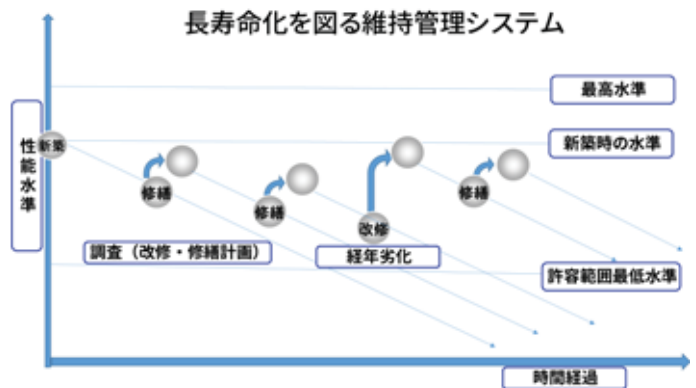 長寿命化を図る維持管理システム
最高水準
新築時の水準
性能水準
新築
修繕
修繕
改修
修繕
調査（改修・修繕計画）
経年劣化
許容範囲最低水準
時間経過